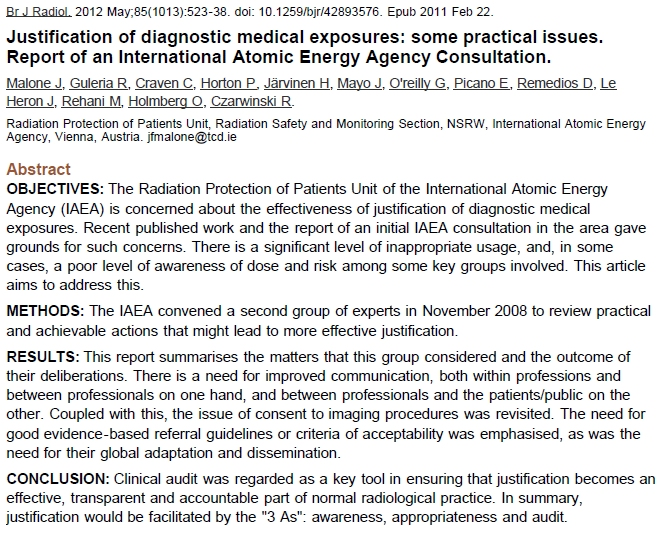 Br J Radiol. 2012 May;85(1013):523-38. doi: 10.1259/bjr/42893576. Epub 2011 Feb 22.
Justification of diagnostic medical exposures: some practical issues.
Report of an International Atomic Energy Agency Consultation.
Malone J, Guleria R, Craven C, Horton P, Järvinen H, Mayo J, O'reilly G, Picano E, Remedios D, Le
Heron J, Rehani M, Holmberg O, Czarwinski R.
Radiation Protection of Patients Unit, Radiation Safety and Monitoring Section, NSRW, International Atomic Energy
Agency, Vienna, Austria. jfmalone@tcd.ie
Abstract
OBJECTIVES: The Radiation Protection of Patients Unit of the International Atomic Energy
Agency (IAEA) is concerned about the effectiveness of justification of diagnostic medical
exposures. Recent published work and the report of an initial IAEA consultation in the area gave
grounds for such concerns. There is a significant level of inappropriate usage, and, in some
cases, a poor level of awareness of dose and risk among some key groups involved. This article
aims to address this.
METHODS: The IAEA convened a second group of experts in November 2008 to review practical
and achievable actions that might lead to more effective justification.
RESULTS: This report summarises the matters that this group considered and the outcome of
their deliberations. There is a need for improved communication, both within professions and
between professionals on one hand, and between professionals and the patients/public on the
other. Coupled with this, the issue of consent to imaging procedures was revisited. The need for
good evidence-based referral guidelines or criteria of acceptability was emphasised, as was the
need for their global adaptation and dissemination.
CONCLUSION: Clinical audit was regarded as a key tool in ensuring that justification becomes an
effective, transparent and accountable part of normal radiological practice. In summary,
justification would be facilitated by the "3 As": awareness, appropriateness and audit.